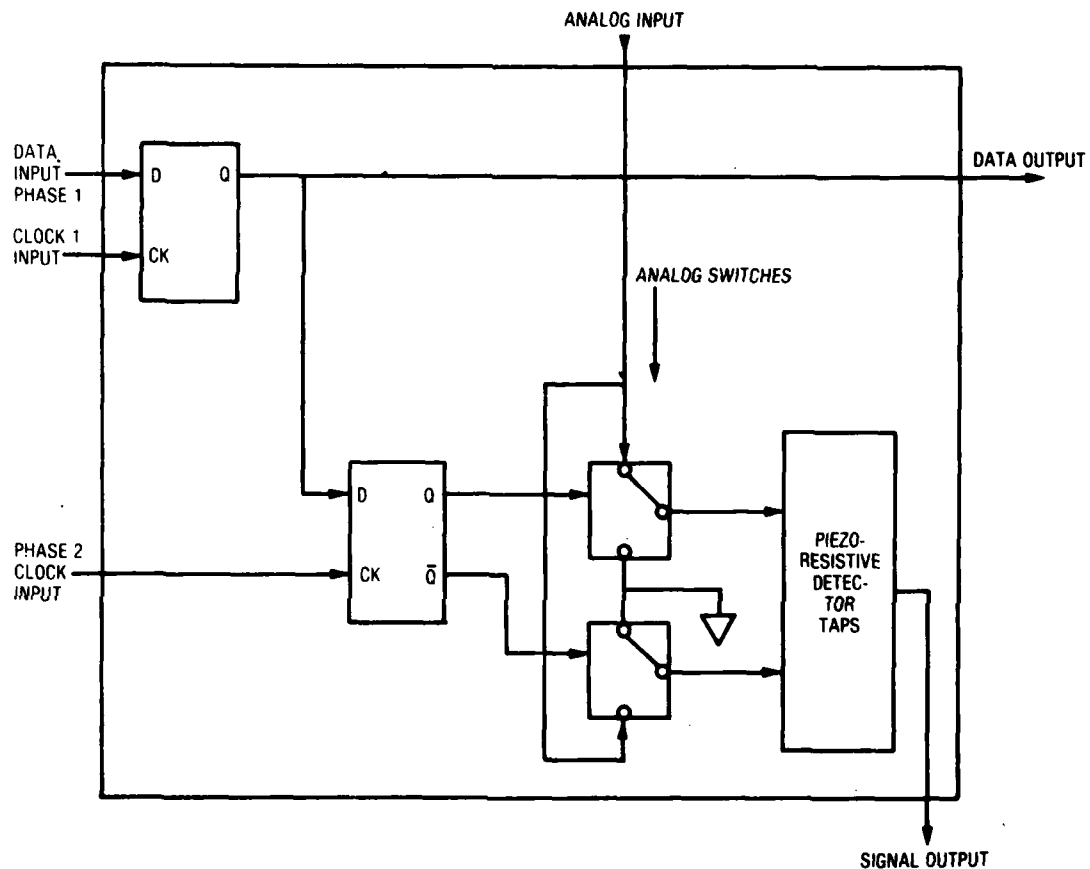 ANALOG INPUT
DATA
INPUT
PHASE 1
D Q
DATA OUTPUT
CLOCK 1
INPUT
CK
ANALOG SWITCHES
D Q
PHASE 2
CLOCK
INPUT
CK Q̅
PIEZO-
RESISTIVE
DETEC-
TOR
TAPS
SIGNAL OUTPUT